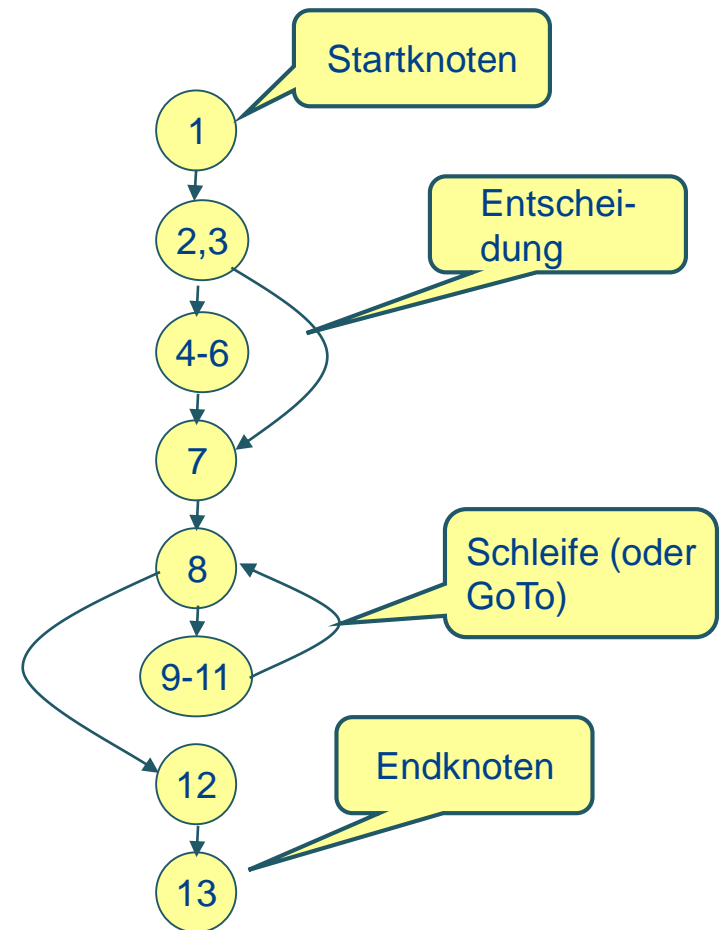 Startknoten
1
2,3
Entschei-
dung
4-6
7
8
Schleife (oder
GoTo)
9-11
Endknoten
12
13